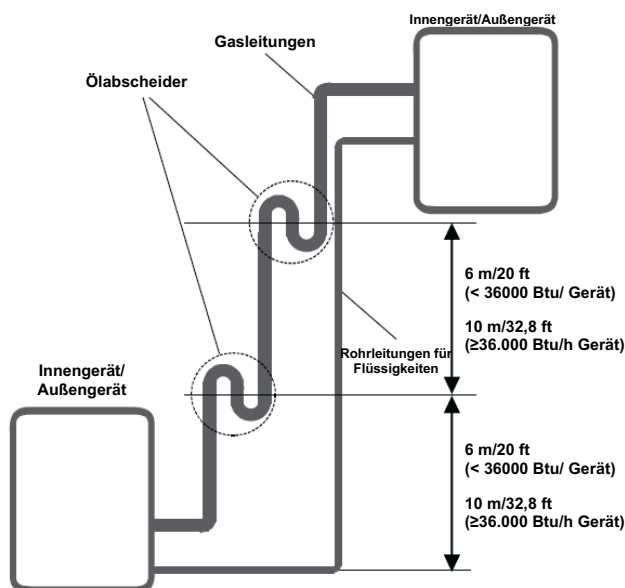 Innengerät/Außengerät
Gasleitungen
Ölabscheider
6 m/20 ft
(< 36000 Btu/ Gerät)
10 m/32,8 ft
(≥36.000 Btu/h Gerät)
Rohrleitungen für
Flüssigkeiten
Innengerät/
Außengerät
6 m/20 ft
(< 36000 Btu/ Gerät)
10 m/32,8 ft
(≥36.000 Btu/h Gerät)